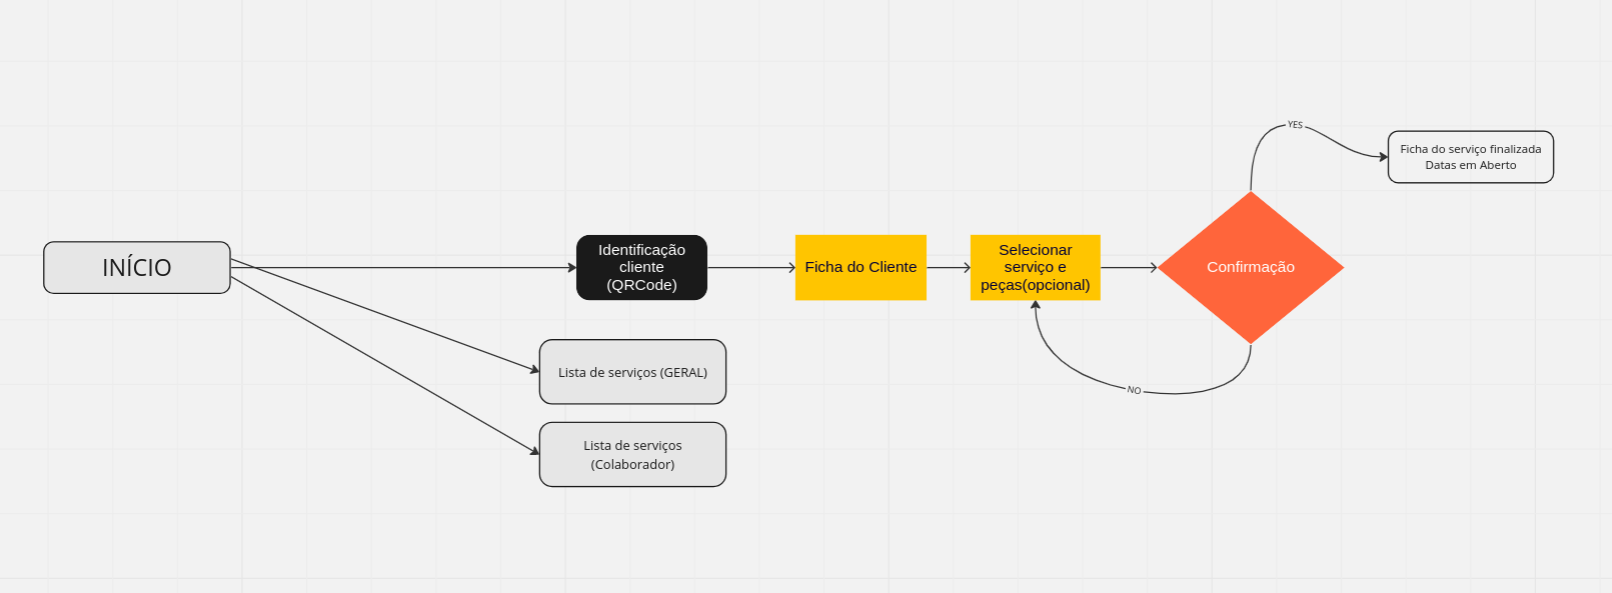 INÍCIO
Identificação
cliente
(QRCode)
Ficha do Cliente
Selecionar
serviço e
peças(opcional)
Confirmação
YES
Ficha do serviço finalizada
Datas em Aberto
NO
Lista de serviços (GERAL)
Lista de serviços
(Colaborador)